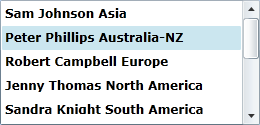 Sam Johnson Asia
Peter Phillips Australia-NZ
Robert Campbell Europe
Jenny Thomas North America
Sandra Knight South America